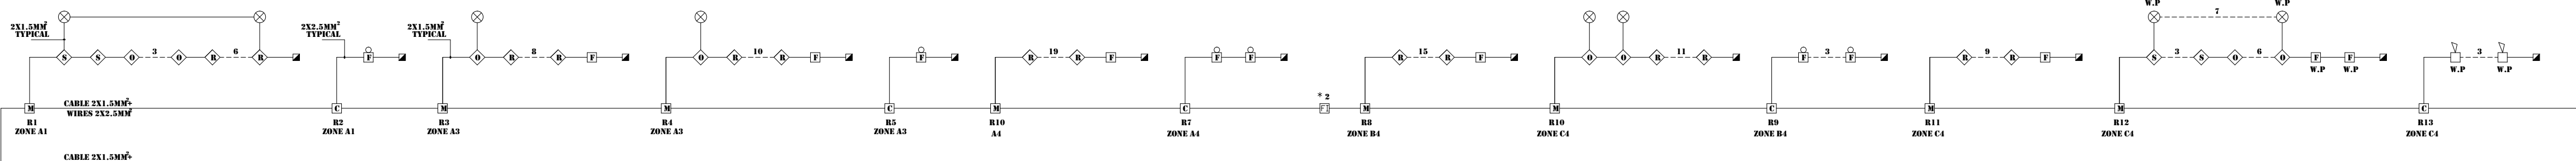 W.P W.P
7
2X1.5MM²
TYPICAL
2X2.5MM²
TYPICAL
2X1.5MM²
TYPICAL
S S O 3 O R 6 R
F
O R 8 R F
O R 10 R F
F
R 19 R F
F F
R 15 R F
O O R 11 R
F 3 F
R 9 R F
S 3 S O 6 O F F
W.P W.P
3
W.P W.P
CABLE 2X1.5MM²+
WIRES 2X2.5MM²
* 2
M C M M C M C M M C M M C
R1
ZONE A1
R2
ZONE A1
R3
ZONE A3
R4
ZONE A3
R5
ZONE A3
R10
A4
R7
ZONE A4
R8
ZONE B4
R10
ZONE C4
R9
ZONE B4
R11
ZONE C4
R12
ZONE C4
R13
ZONE C4
CABLE 2X1.5MM²+